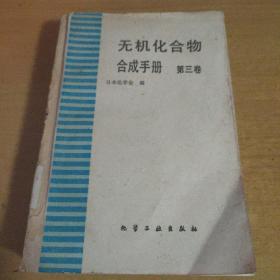 无机化合物
合成手册 第三卷
日本化学会 编
化学工业出版社